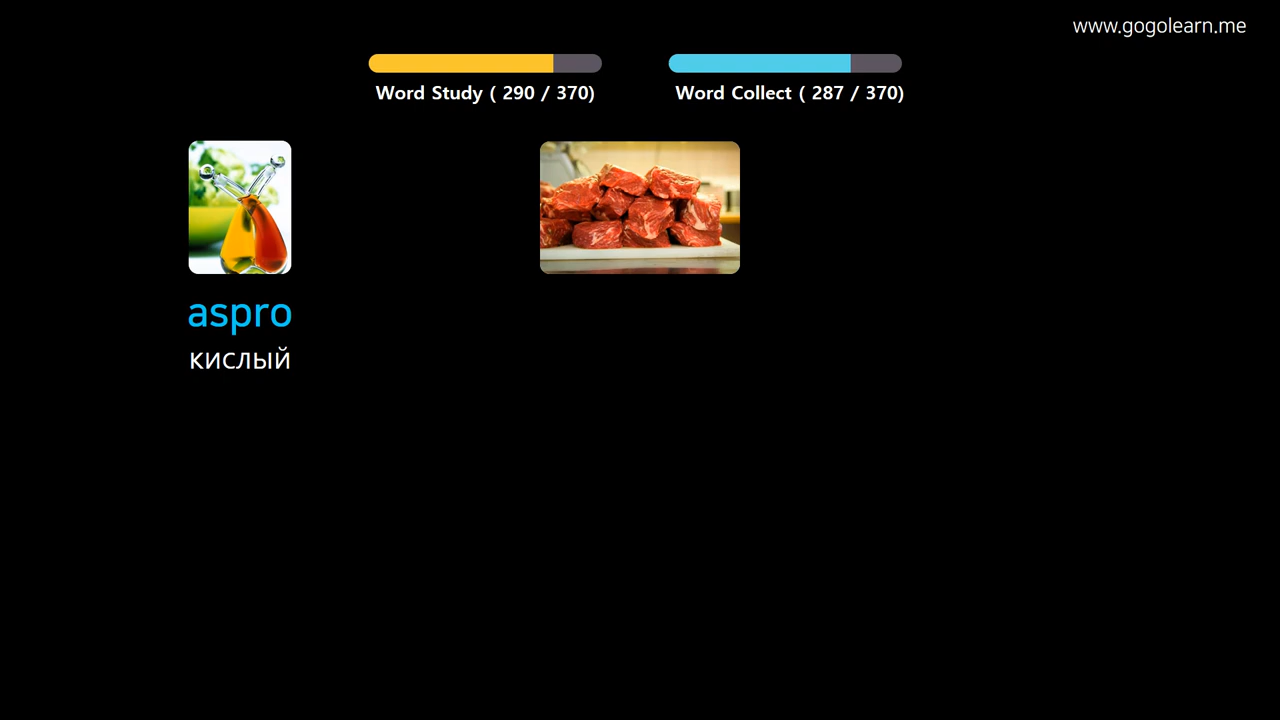 www.gogolearn.me
Word Study ( 290 / 370)
Word Collect ( 287 / 370)
aspro
кислый